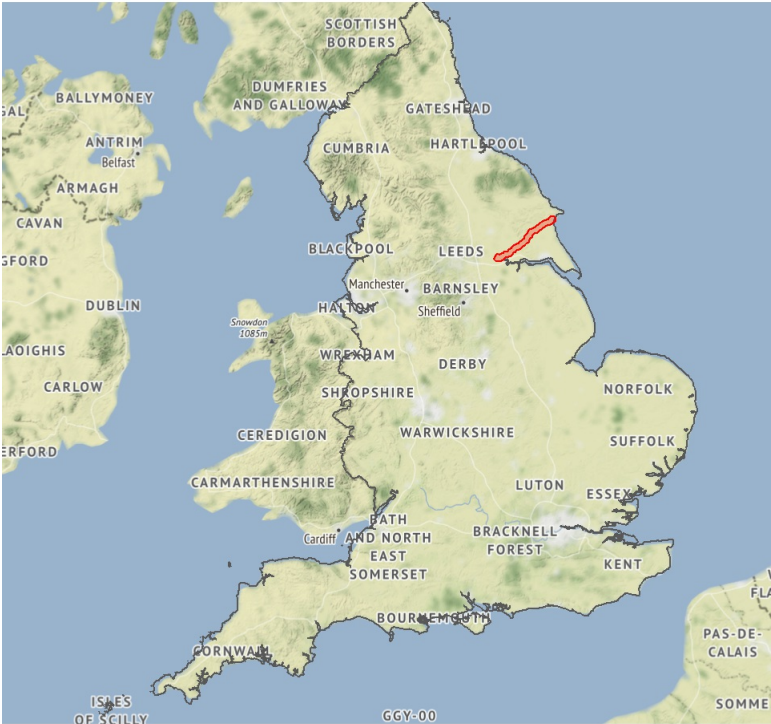 SCOTTISH
BORDERS
DUMFRIES
AND GALLOWAY
BALLYMONEY
GATESHEAD
GAL
ANTRIM
Belfast
CUMBRIA
HARTLEPOOL
ARMAGH
CAVAN
BLACKPOOL
LEEDS
GFORD
Manchester
BARNSLEY
DUBLIN
HALTON
Sheffield
Snowdon
1085m
LAOIGHIS
WREXHAM
DERBY
CARLOW
SHROPSHIRE
NORFOLK
CEREDIGION
WARWICKSHIRE
SUFFOLK
ERFORD
CARMARTHENSHIRE
LUTON
ESSEX
BATH
AND NORTH
EAST
SOMERSET
Cardiff
BRACKNELL
FOREST
KENT
FLA
BOURNEMOUTH
PAS-DE-
CALAIS
CORNWALL
ISLES
OF SCILLY
SOMME
GGY-00